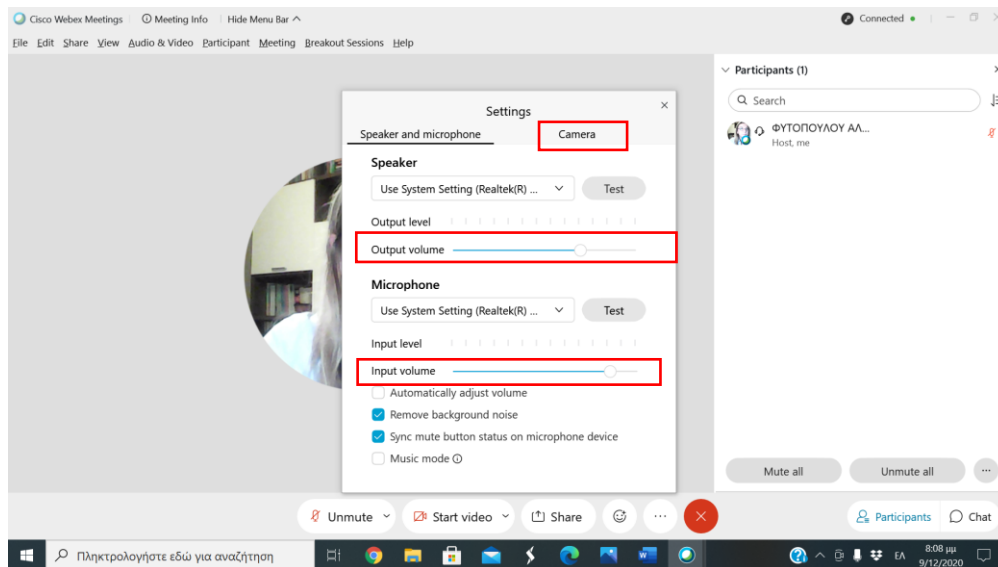 Cisco Webex Meetings Meeting Info Hide Menu Bar Connected
File Edit Share View Audio & Video Participant Meeting Breakout Sessions Help
Settings
Speaker and microphone Camera
Speaker
Use System Setting (Realtek(R) ... Test
Output level
Output volume
Microphone
Use System Setting (Realtek(R) ... Test
Input level
Input volume
Automatically adjust volume
Remove background noise
Sync mute button status on microphone device
Music mode
Participants (1)
Search
ΦΥΤΟΠΟΥΛΟΥ ΑΛ...
Host, me
Mute all Unmute all ...
Unmute Start video Share ... Participants Chat
Πληκτρολογήστε εδώ για αναζήτηση ΕΛ 8:08 μμ
9/12/2020